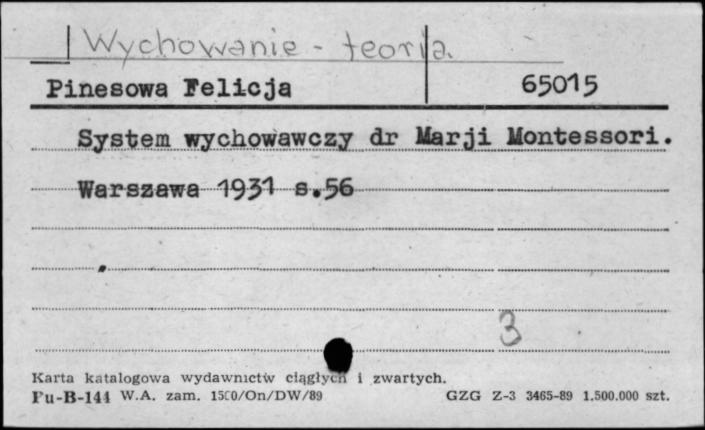 Wychowanie - teoria
Pinesowa Felicja 65015
System wychowawczy dr Marji Montessori.
Warszawa 1931 s.56
3
Karta katalogowa wydawnictw ciągłych i zwartych.
Pu-B-144 W.A. zam. 1500/On/DW/89 GZG Z-3 3465-89 1.500.000 szt.